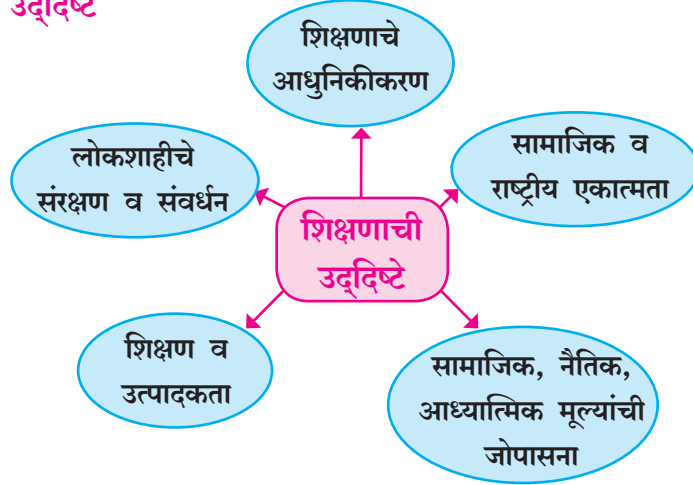 उद्‌दिष्टे
शिक्षणाचे
आधुनिकीकरण
लोकशाहीचे
संरक्षण व संवर्धन
सामाजिक व
राष्ट्रीय एकात्मता
शिक्षणाची
उद्‌दिष्टे
शिक्षण व
उत्पादकता
सामाजिक, नैतिक,
आध्यात्मिक मूल्यांची
जोपासना